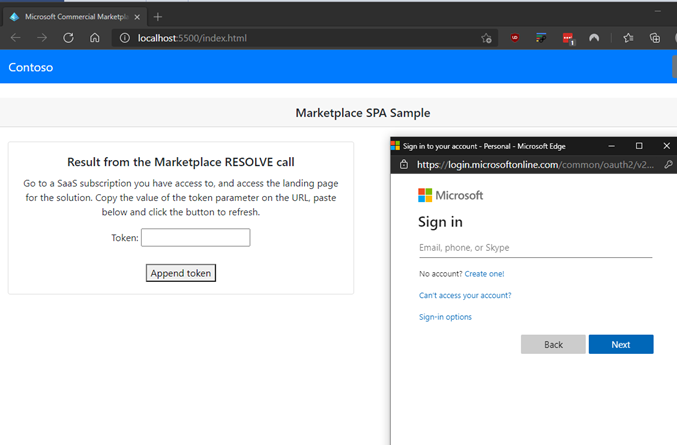 Microsoft Commercial Marketpla
localhost:5500/index.html
Contoso
Marketplace SPA Sample
Result from the Marketplace RESOLVE call
Go to a SaaS subscription you have access to, and access the landing page
for the solution. Copy the value of the token parameter on the URL, paste
below and click the button to refresh.
Token:
Append token
Sign in to your account - Personal - Microsoft Edge
https://login.microsoftonline.com/common/oauth2/v2...
Microsoft
Sign in
Email, phone, or Skype
No account? Create one!
Can't access your account?
Sign-in options
Back
Next